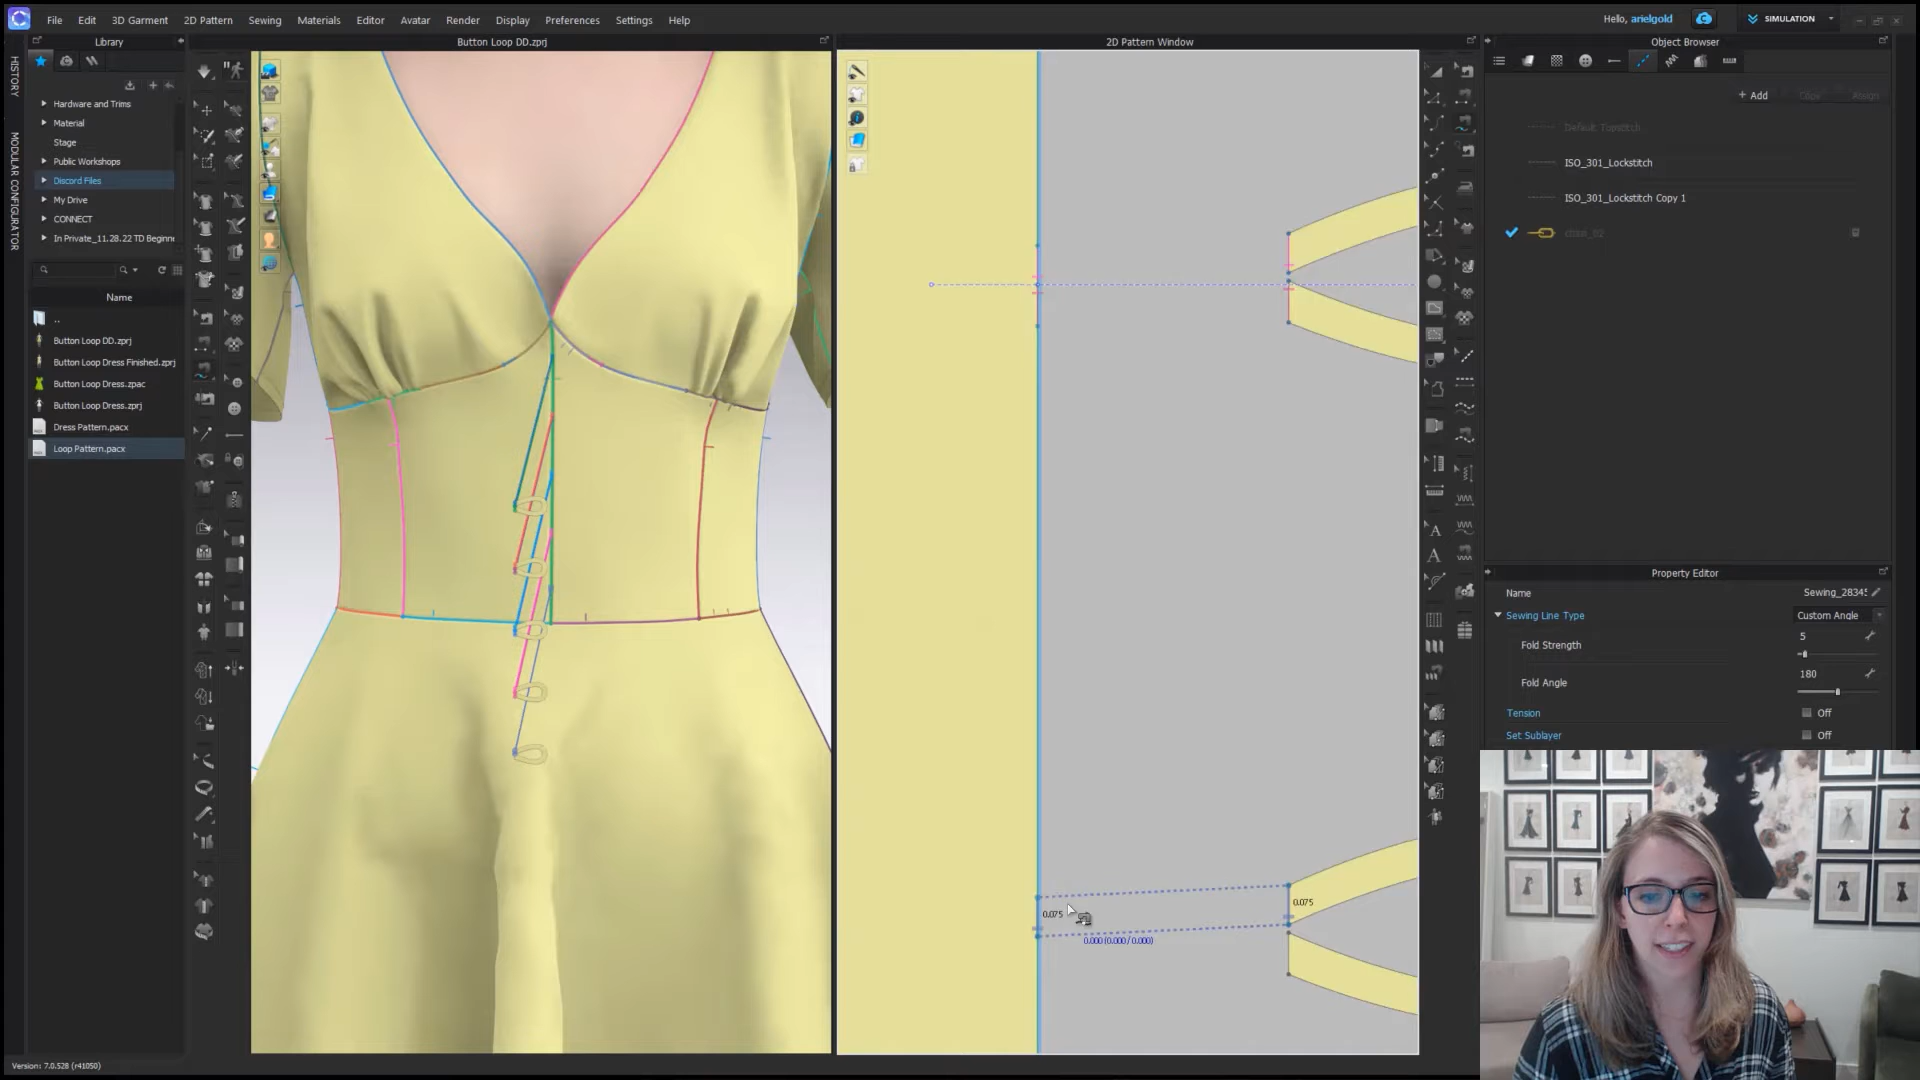 File Edit 3D Garment 2D Pattern Sewing Materials Editor Avatar Render Display Preferences Settings Help
Hello, arielgold
SIMULATION
Library
Button Loop DD.zprj
2D Pattern Window
Object Browser
HISTORY
MODULAR CONFIGURATOR
Hardware and Trims
Material
Stage
Public Workshops
Discord Files
My Drive
CONNECT
In Private_11.28.22 TD Beginn
Name
..
Button Loop DD.zprj
Button Loop Dress Finished.zprj
Button Loop Dress.zpac
Button Loop Dress.zprj
Dress Pattern.pacx
Loop Pattern.pacx
+ Add Copy Assign
Default Topstitch
ISO_301_Lockstitch
ISO_301_Lockstitch Copy 1
Property Editor
Name Sewing_2834
Sewing Line Type Custom Angle
Fold Strength 5
Fold Angle 180
Tension Off
Set Sublayer Off
0.075
0.075
0.000 (0.000 / 0.000)
A
A
Version: 7.0.528 (r41050)